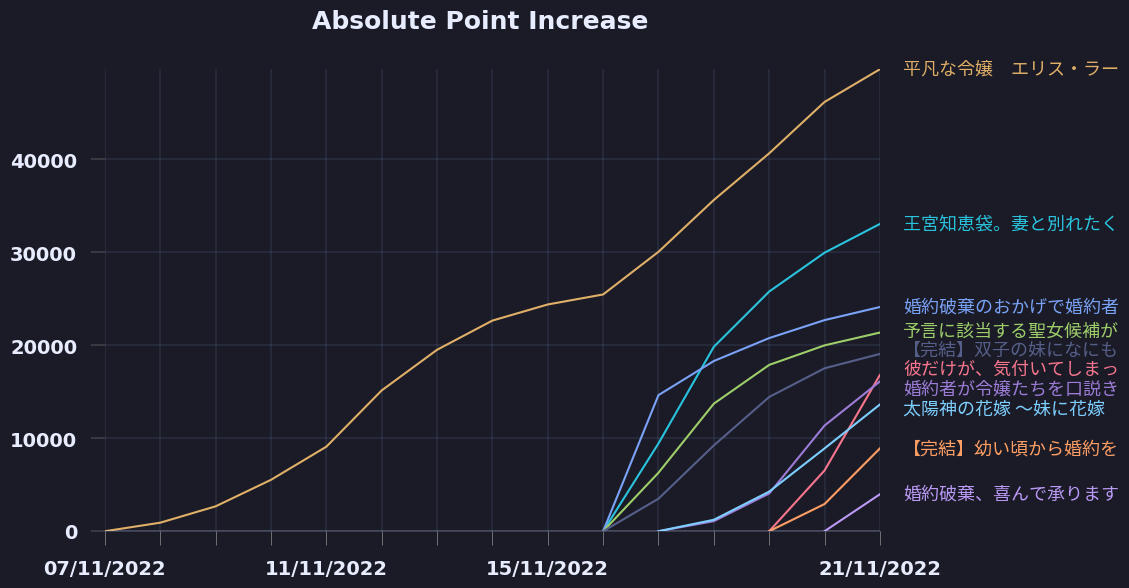 Absolute Point Increase
平凡な令嬢　エリス・ラー
王宮知恵袋。妻と別れたく
婚約破棄のおかげで婚約者
予言に該当する聖女候補が
【完結】双子の妹になにも
彼だけが、気付いてしまっ
婚約者が令嬢たちを口説き
太陽神の花嫁 ～妹に花嫁
【完結】幼い頃から婚約を
婚約破棄、喜んで承ります
40000
30000
20000
10000
0
07/11/2022
11/11/2022
15/11/2022
21/11/2022